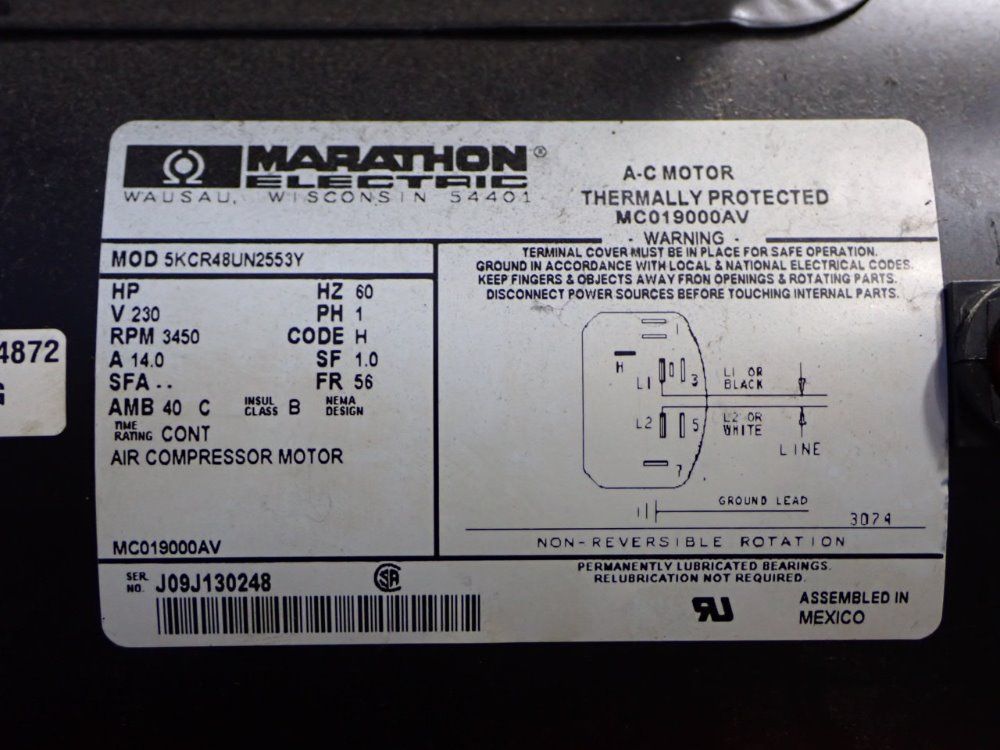 MARATHON®
ELECTRIC
WAUSAU, WISCONSIN 54401
A-C MOTOR
THERMALLY PROTECTED
MC019000AV
- WARNING -
TERMINAL COVER MUST BE IN PLACE FOR SAFE OPERATION.
GROUND IN ACCORDANCE WITH LOCAL & NATIONAL ELECTRICAL CODES.
KEEP FINGERS & OBJECTS AWAY FRON OPENINGS & ROTATING PARTS.
DISCONNECT POWER SOURCES BEFORE TOUCHING INTERNAL PARTS.
MOD 5KCR48UN2553Y
HP HZ 60
V 230 PH 1
RPM 3450 CODE H
A 14.0 SF 1.0
SFA - - FR 56
AMB 40 C INSUL CLASS B NEMA DESIGN
TIME RATING CONT
AIR COMPRESSOR MOTOR
MC019000AV
1
H
L1 3
L1 OR
BLACK
L2 5
L2 OR
WHITE
LINE
7
GROUND LEAD
3074
NON-REVERSIBLE ROTATION
SER. NO. J09J130248
SA
PERMANENTLY LUBRICATED BEARINGS.
RELUBRICATION NOT REQUIRED.
ASSEMBLED IN
MEXICO
4872
G